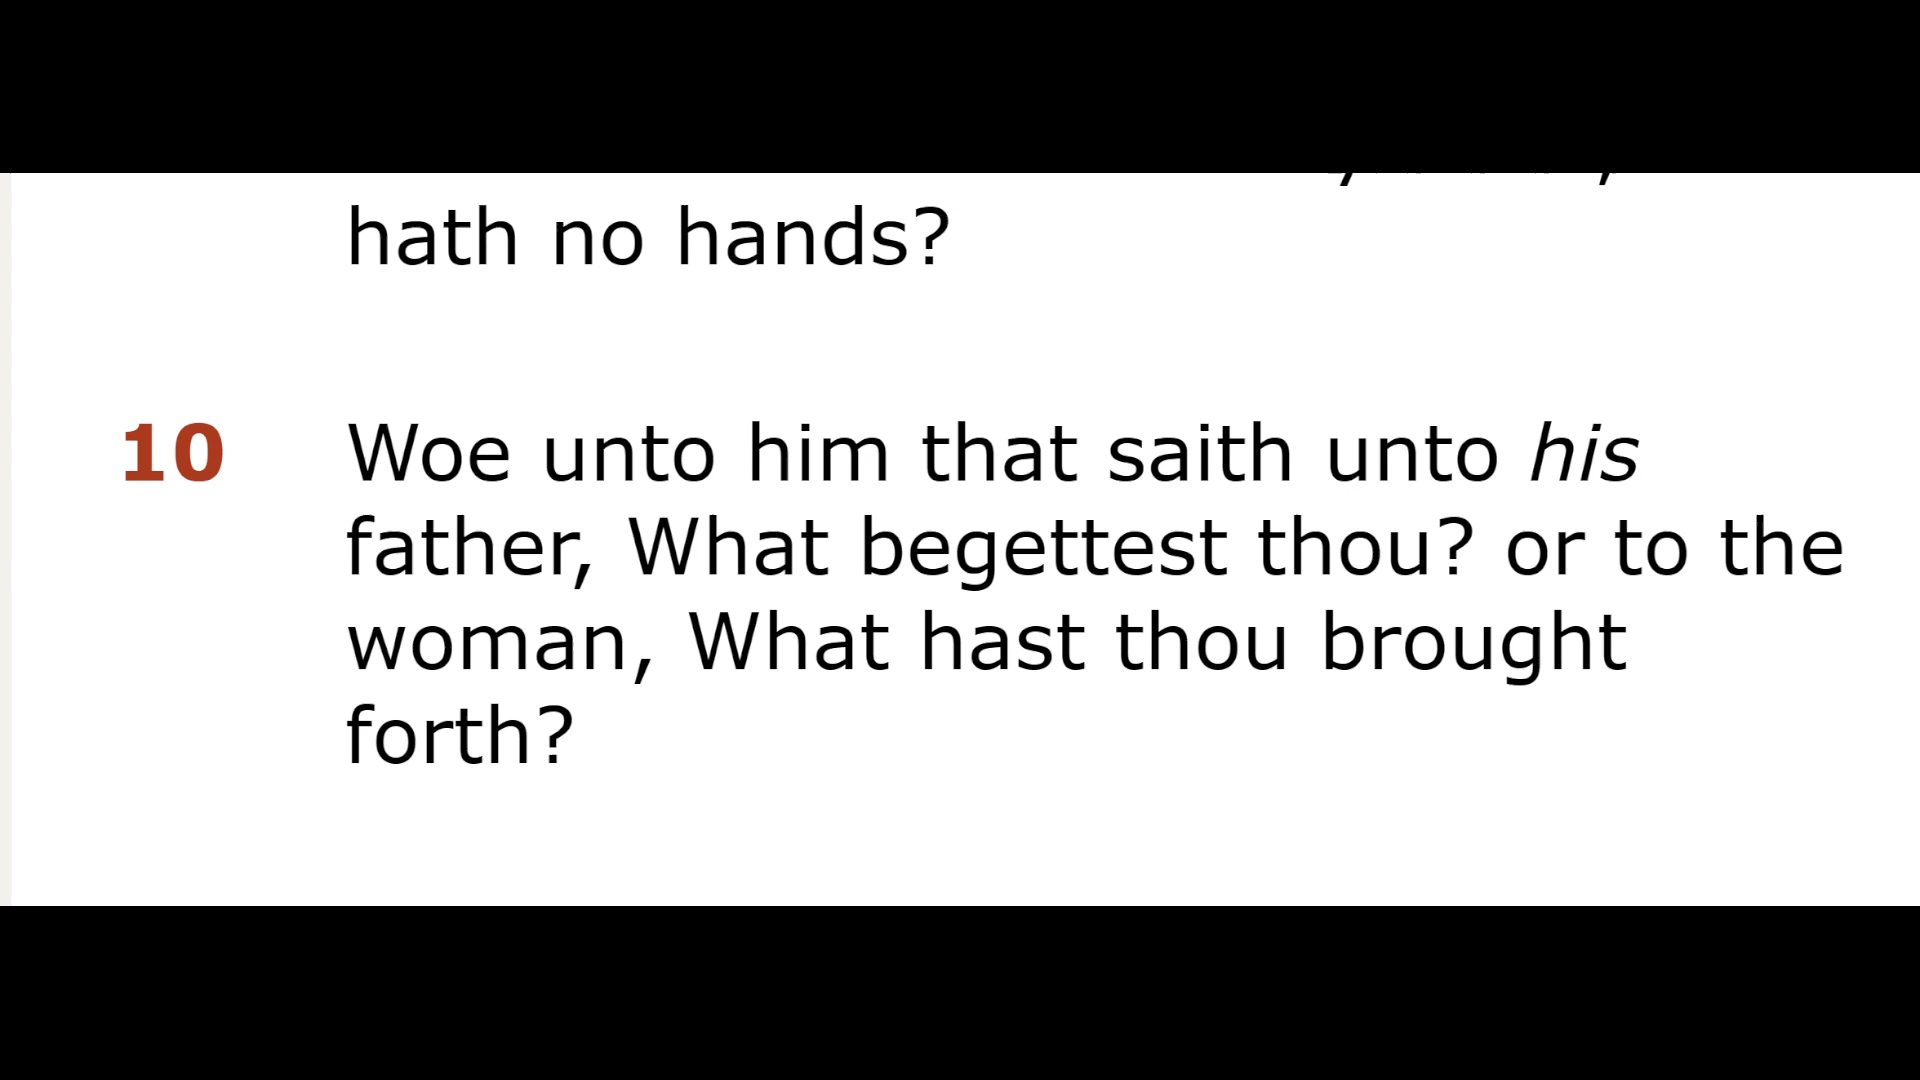 hath no hands?
10 Woe unto him that saith unto his
father, What begettest thou? or to the
woman, What hast thou brought
forth?